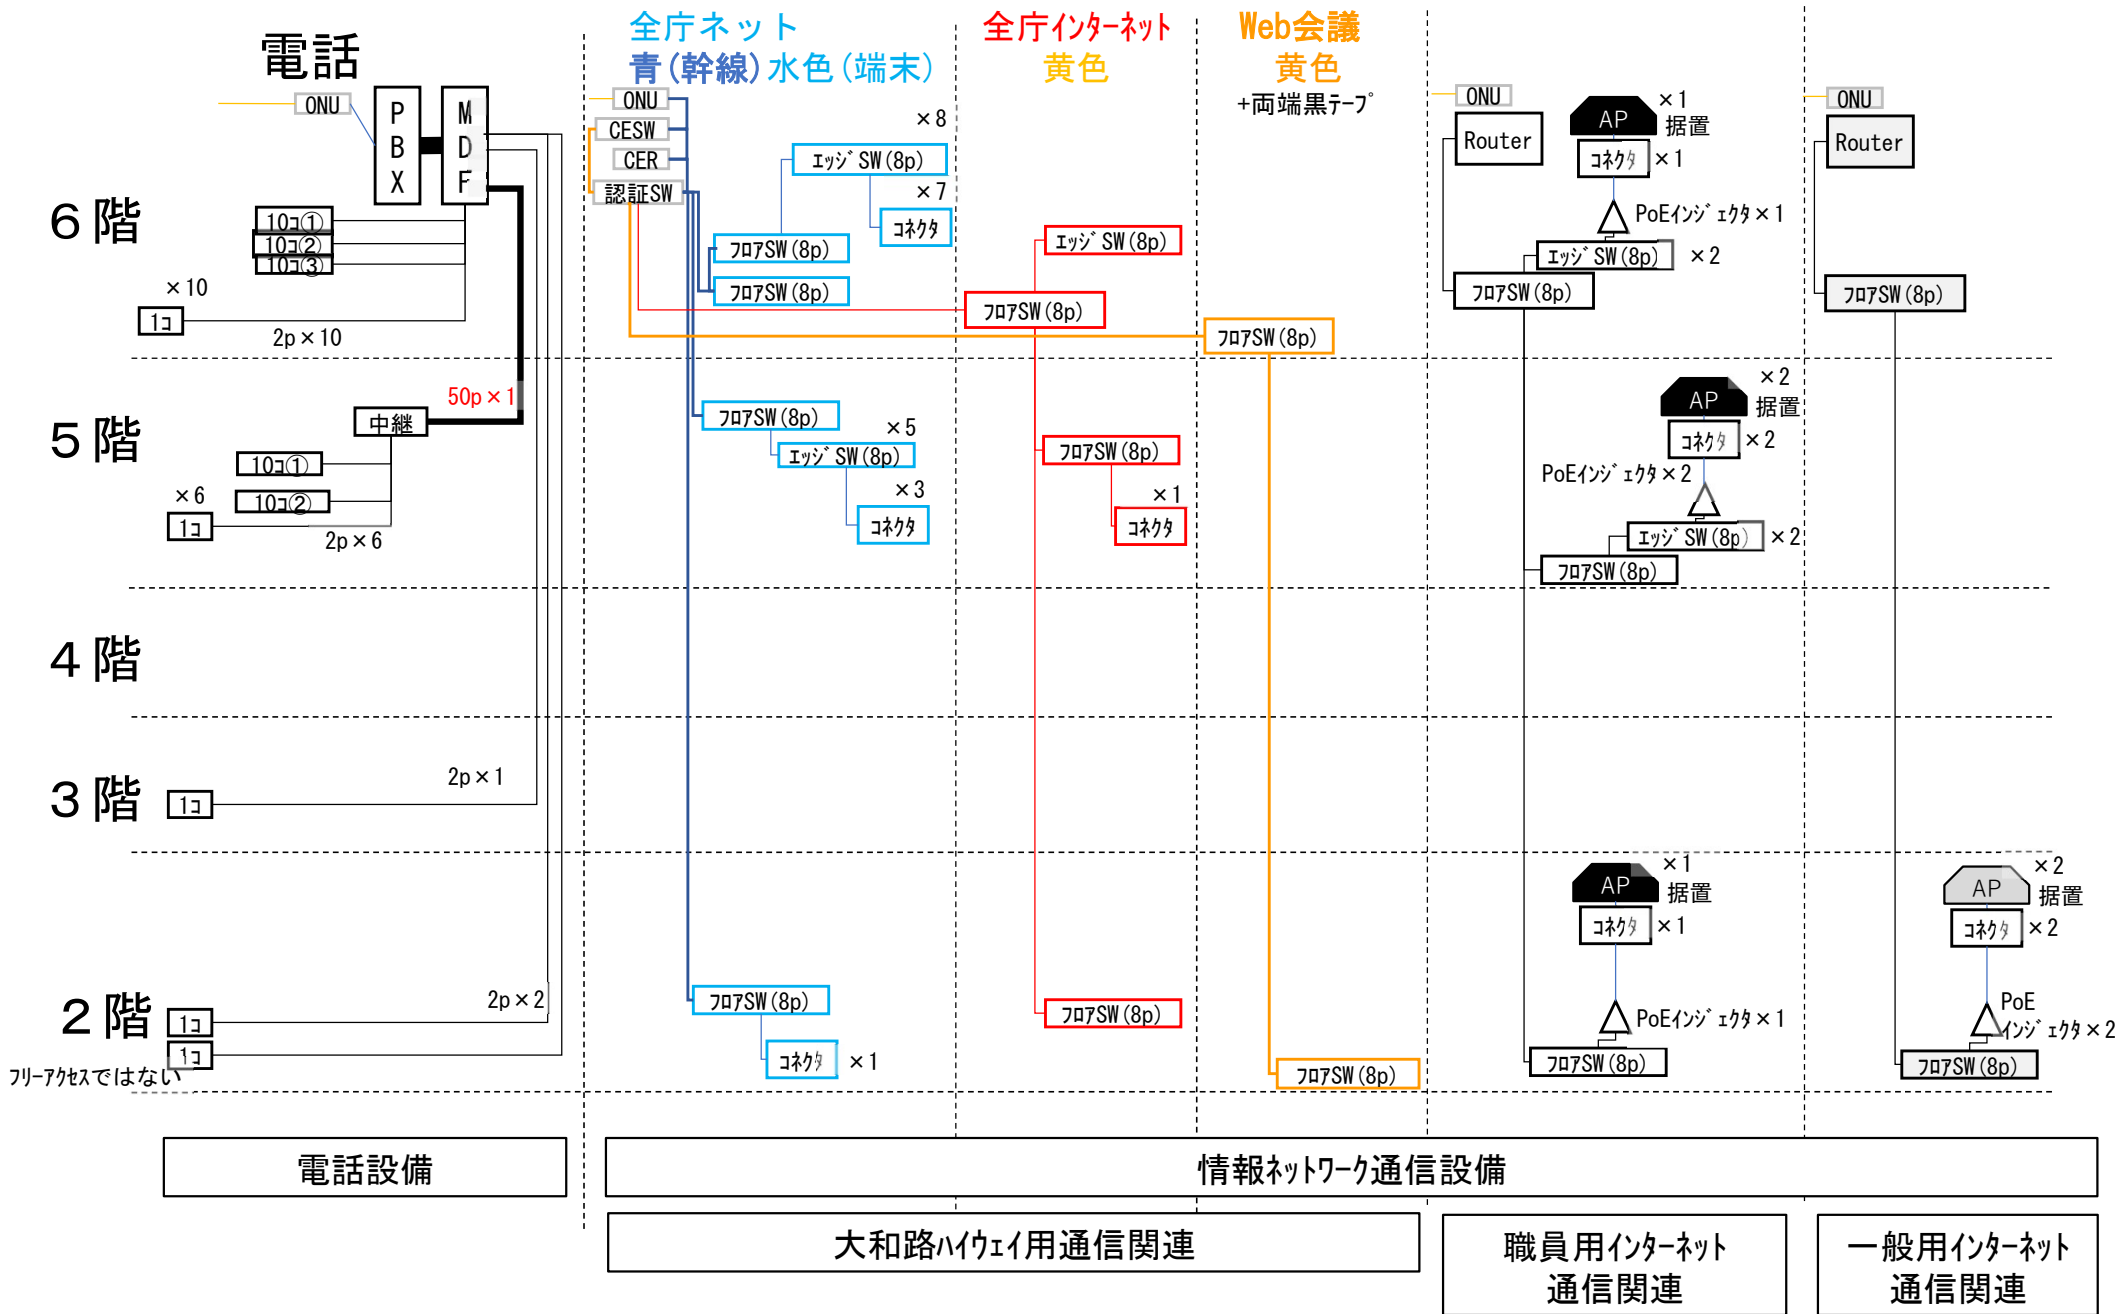 電話
全庁ネット
青(幹線)水色(端末)
全庁ｲﾝﾀｰﾈｯﾄ
黄色
Web会議
黄色
+両端黒ﾃｰﾌﾟ
6階
ONU
PBX
MDF
10ｺ①
10ｺ②
10ｺ③
×10
1ｺ
2p×10
ONU
CESW
CER
認証SW
×8
ｴｯｼﾞSW(8p)
×7
ｺﾈｸﾀ
ﾌﾛｱSW(8p)
ﾌﾛｱSW(8p)
ｴｯｼﾞSW(8p)
ﾌﾛｱSW(8p)
ﾌﾛｱSW(8p)
ONU
Router
AP
×1
据置
ｺﾈｸﾀ
×1
PoEｲﾝｼﾞｪｸﾀ×1
ｴｯｼﾞSW(8p)
×2
ﾌﾛｱSW(8p)
ONU
Router
ﾌﾛｱSW(8p)
5階
50p×1
中継
10ｺ①
10ｺ②
×6
1ｺ
2p×6
ﾌﾛｱSW(8p)
×5
ｴｯｼﾞSW(8p)
×3
ｺﾈｸﾀ
ﾌﾛｱSW(8p)
×1
ｺﾈｸﾀ
AP
×2
据置
ｺﾈｸﾀ
×2
PoEｲﾝｼﾞｪｸﾀ×2
ｴｯｼﾞSW(8p)
×2
ﾌﾛｱSW(8p)
4階
3階
1ｺ
2p×1
2階
1ｺ
2p×2
1ｺ
ﾌﾘｰｱｸｾｽではない
ﾌﾛｱSW(8p)
ｺﾈｸﾀ
×1
ﾌﾛｱSW(8p)
ﾌﾛｱSW(8p)
AP
×1
据置
ｺﾈｸﾀ
×1
PoEｲﾝｼﾞｪｸﾀ×1
ﾌﾛｱSW(8p)
AP
×2
据置
ｺﾈｸﾀ
×2
PoE
ｲﾝｼﾞｪｸﾀ×2
ﾌﾛｱSW(8p)
電話設備
情報ﾈｯﾄﾜｰｸ通信設備
大和路ﾊｲｳｪｲ用通信関連
職員用ｲﾝﾀｰﾈｯﾄ
通信関連
一般用ｲﾝﾀｰﾈｯﾄ
通信関連